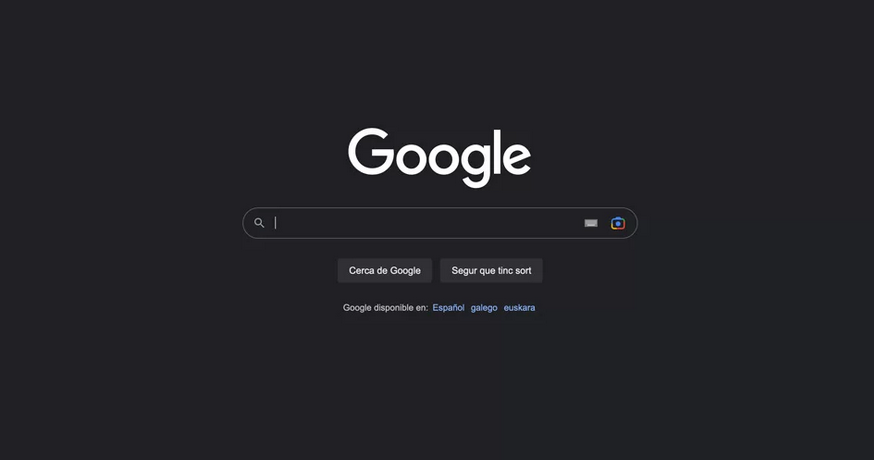 Google
Cerca de Google Segur que tinc sort
Google disponible en: Español galego euskara